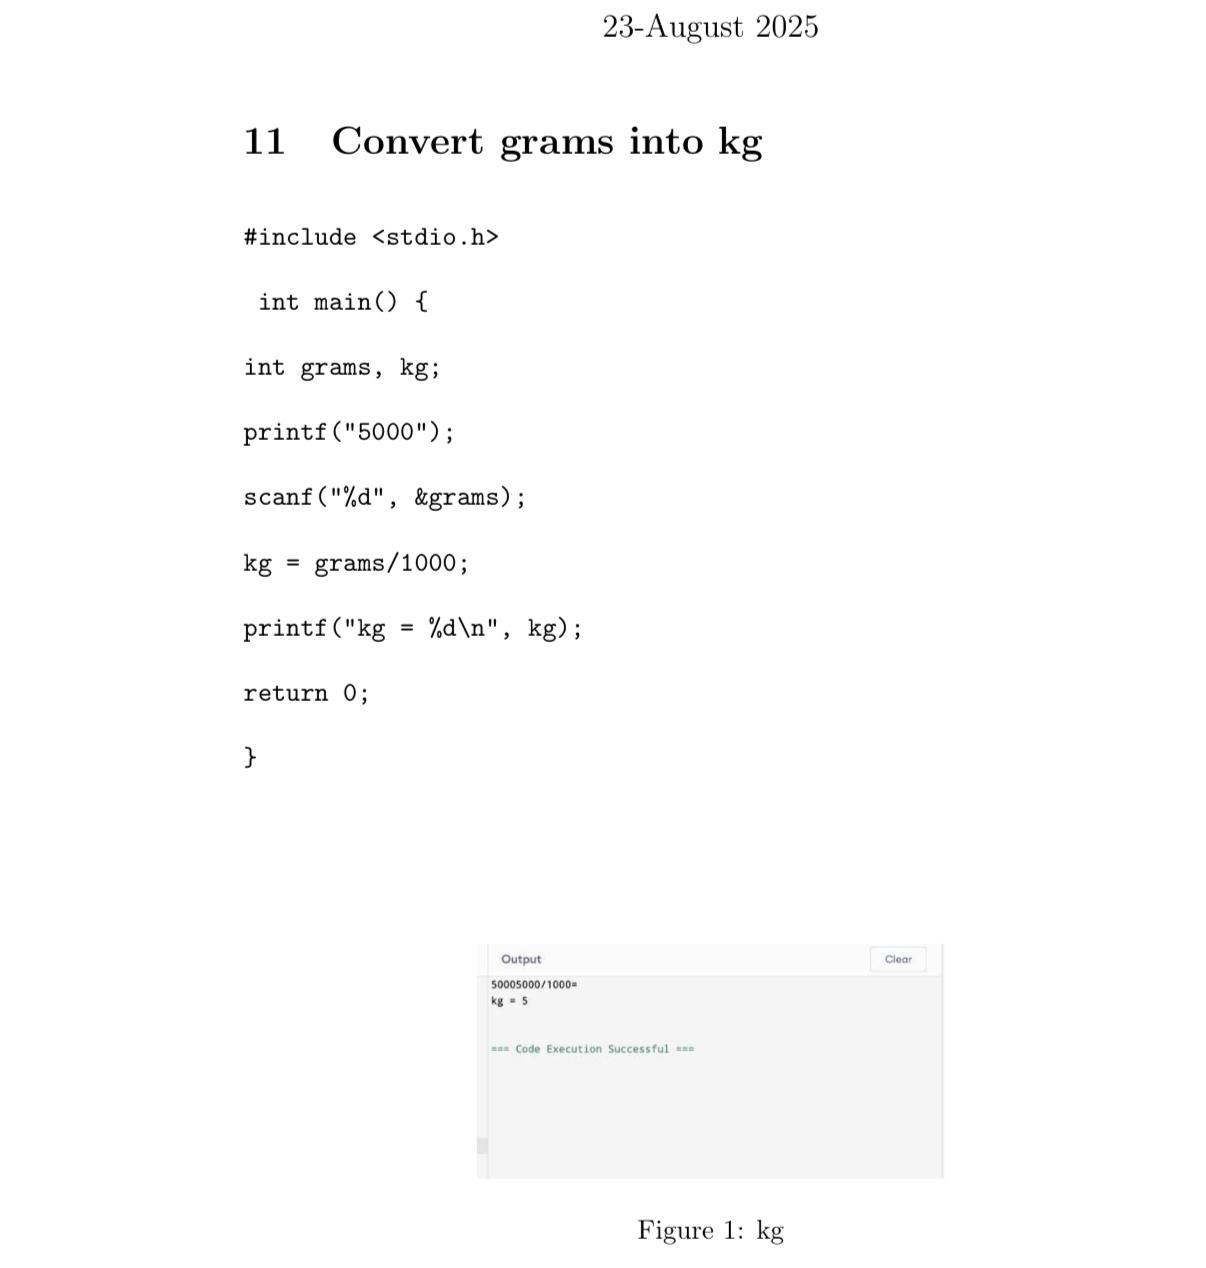 23-August 2025
11 Convert grams into kg
#include <stdio.h>
int main() {
int grams, kg;
printf("5000");
scanf("%d", &grams);
kg = grams/1000;
printf("kg = %d\n", kg);
return 0;
}
Output
Clear
50005000/1000=
kg = 5
=== Code Execution Successful ===
Figure 1: kg